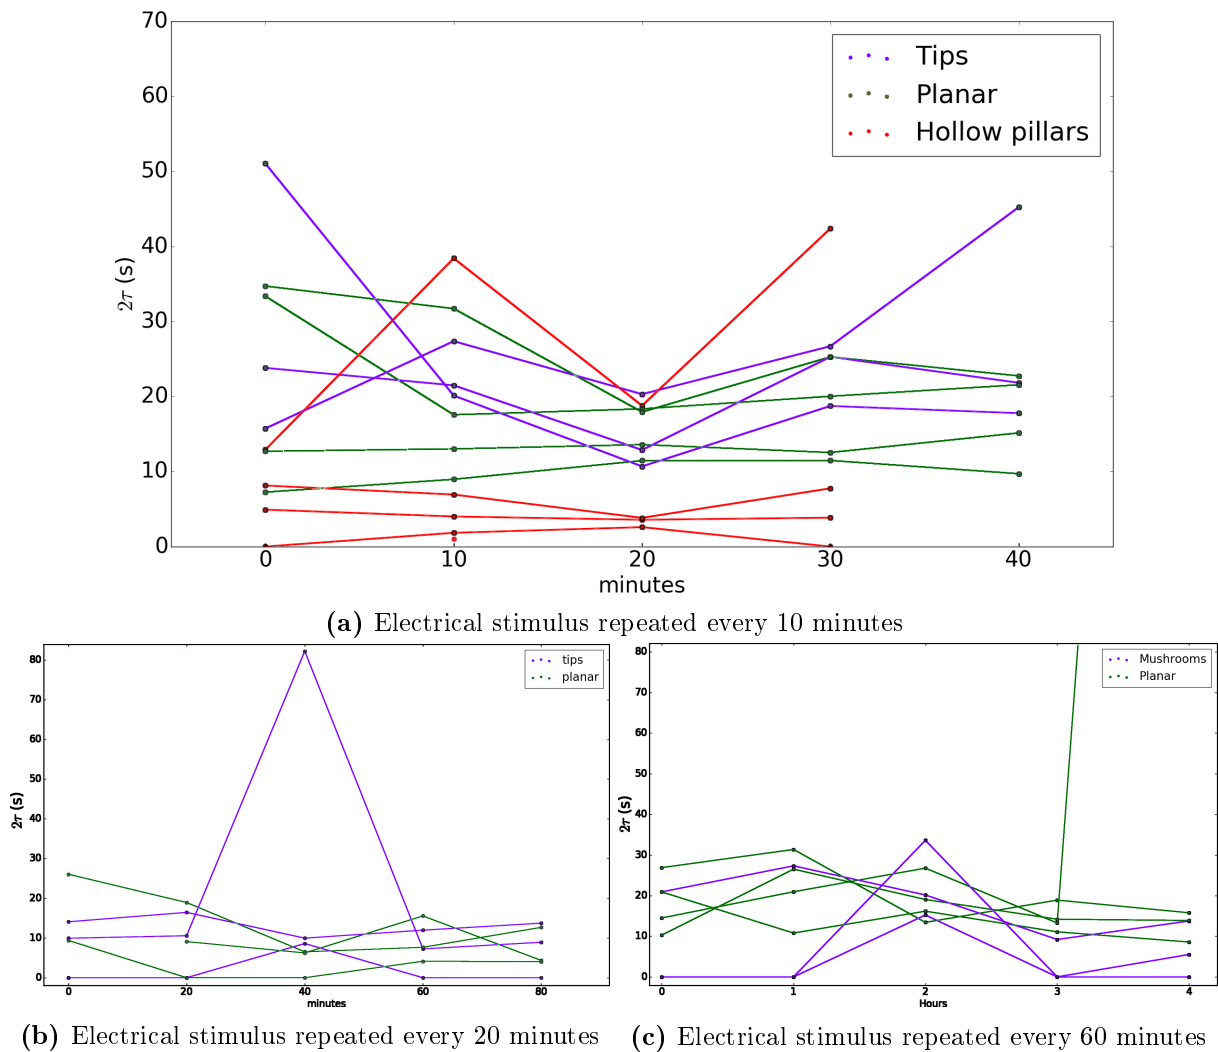 70
60
50
40
30
20
10
0
2τ (s)
Tips
Planar
Hollow pillars
0 10 20 30 40
minutes
(a) Electrical stimulus repeated every 10 minutes
80
70
60
50
40
30
20
10
0
2τ (s)
tips
planar
0 20 40 60 80
minutes
(b) Electrical stimulus repeated every 20 minutes
80
70
60
50
40
30
20
10
0
2τ (s)
Mushrooms
Planar
0 1 2 3 4
Hours
(c) Electrical stimulus repeated every 60 minutes